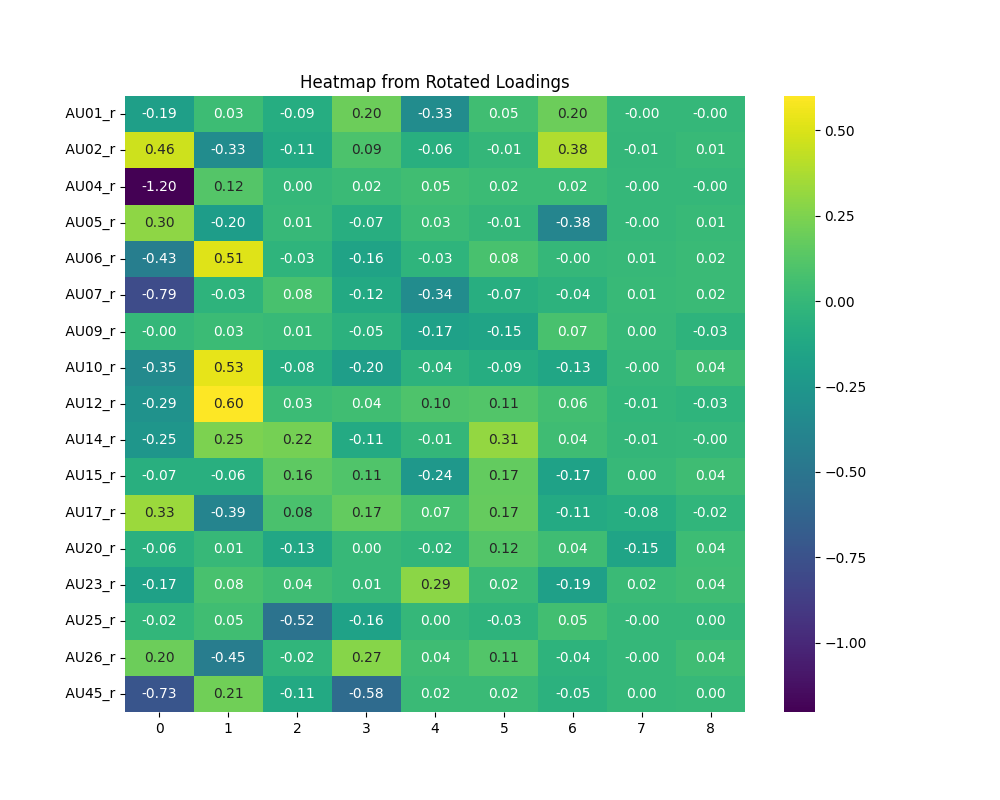 Heatmap from Rotated Loadings
AU01_r -0.19 0.03 -0.09 0.20 -0.33 0.05 0.20 -0.00 -0.00
AU02_r 0.46 -0.33 -0.11 0.09 -0.06 -0.01 0.38 -0.01 0.01
AU04_r -1.20 0.12 0.00 0.02 0.05 0.02 0.02 -0.00 -0.00
AU05_r 0.30 -0.20 0.01 -0.07 0.03 -0.01 -0.38 -0.00 0.01
AU06_r -0.43 0.51 -0.03 -0.16 -0.03 0.08 -0.00 0.01 0.02
AU07_r -0.79 -0.03 0.08 -0.12 -0.34 -0.07 -0.04 0.01 0.02
AU09_r -0.00 0.03 0.01 -0.05 -0.17 -0.15 0.07 0.00 -0.03
AU10_r -0.35 0.53 -0.08 -0.20 -0.04 -0.09 -0.13 -0.00 0.04
AU12_r -0.29 0.60 0.03 0.04 0.10 0.11 0.06 -0.01 -0.03
AU14_r -0.25 0.25 0.22 -0.11 -0.01 0.31 0.04 -0.01 -0.00
AU15_r -0.07 -0.06 0.16 0.11 -0.24 0.17 -0.17 0.00 0.04
AU17_r 0.33 -0.39 0.08 0.17 0.07 0.17 -0.11 -0.08 -0.02
AU20_r -0.06 0.01 -0.13 0.00 -0.02 0.12 0.04 -0.15 0.04
AU23_r -0.17 0.08 0.04 0.01 0.29 0.02 -0.19 0.02 0.04
AU25_r -0.02 0.05 -0.52 -0.16 0.00 -0.03 0.05 -0.00 0.00
AU26_r 0.20 -0.45 -0.02 0.27 0.04 0.11 -0.04 -0.00 0.04
AU45_r -0.73 0.21 -0.11 -0.58 0.02 0.02 -0.05 0.00 0.00
0 1 2 3 4 5 6 7 8
0.50
0.25
0.00
−0.25
−0.50
−0.75
−1.00